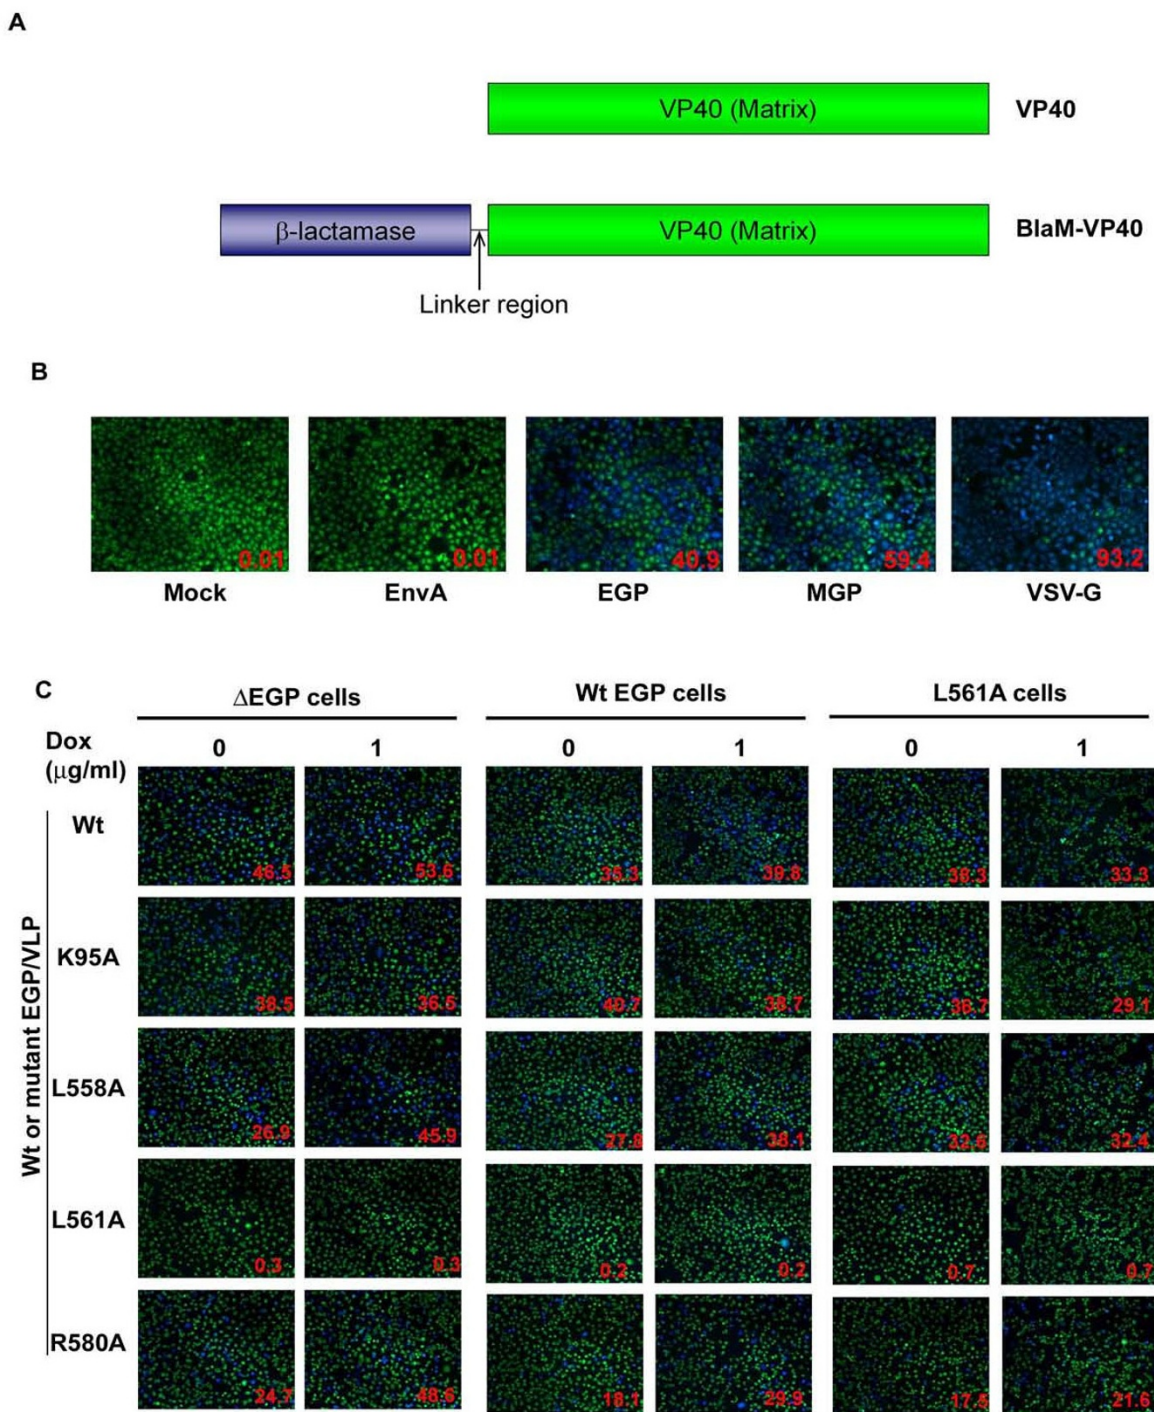 A
VP40 (Matrix) VP40
β-lactamase VP40 (Matrix) BlaM-VP40
Linker region
B
0.01 0.01 40.9 59.4 93.2
Mock EnvA EGP MGP VSV-G
C
ΔEGP cells Wt EGP cells L561A cells
Dox 0 1 0 1 0 1
(μg/ml)
Wt or mutant EGP/VLP
Wt 46.5 53.6 35.3 39.8 36.3 33.3
K95A 38.5 36.5 40.7 38.7 36.7 29.1
L558A 26.9 45.9 27.8 38.1 32.6 32.4
L561A 0.3 0.3 0.2 0.2 0.7 0.7
R580A 24.7 48.6 18.1 29.9 17.5 21.6